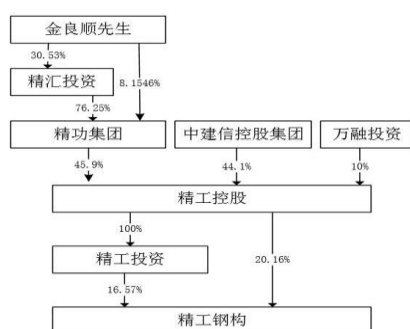 金良顺先生
30.53%
8.1546%
精汇投资
76.25%
精功集团
中建信控股集团
万融投资
45.9%
44.1%
10%
精工控股
100%
20.16%
精工投资
16.57%
精工钢构